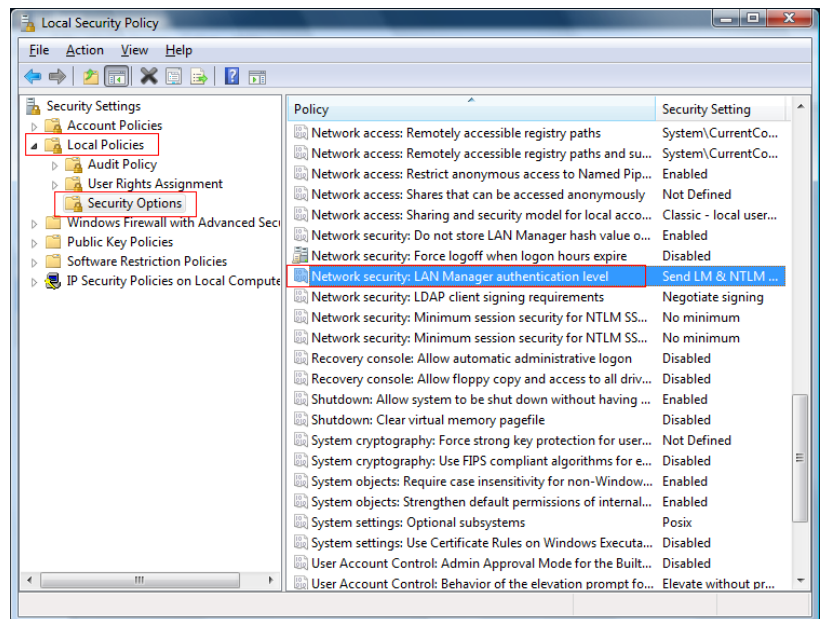 Local Security Policy
File Action View Help
Security Settings
Account Policies
Local Policies
Audit Policy
User Rights Assignment
Security Options
Windows Firewall with Advanced Secu
Public Key Policies
Software Restriction Policies
IP Security Policies on Local Compute
Policy Security Setting
Network access: Remotely accessible registry paths System\CurrentCo...
Network access: Remotely accessible registry paths and su... System\CurrentCo...
Network access: Restrict anonymous access to Named Pip... Enabled
Network access: Shares that can be accessed anonymously Not Defined
Network access: Sharing and security model for local acco... Classic - local user...
Network security: Do not store LAN Manager hash value o... Enabled
Network security: Force logoff when logon hours expire Disabled
Network security: LAN Manager authentication level Send LM & NTLM ...
Network security: LDAP client signing requirements Negotiate signing
Network security: Minimum session security for NTLM SS... No minimum
Network security: Minimum session security for NTLM SS... No minimum
Recovery console: Allow automatic administrative logon Disabled
Recovery console: Allow floppy copy and access to all driv... Disabled
Shutdown: Allow system to be shut down without having ... Enabled
Shutdown: Clear virtual memory pagefile Disabled
System cryptography: Force strong key protection for user... Not Defined
System cryptography: Use FIPS compliant algorithms for e... Disabled
System objects: Require case insensitivity for non-Window... Enabled
System objects: Strengthen default permissions of internal... Enabled
System settings: Optional subsystems Posix
System settings: Use Certificate Rules on Windows Executa... Disabled
User Account Control: Admin Approval Mode for the Built... Disabled
User Account Control: Behavior of the elevation prompt fo... Elevate without pr...